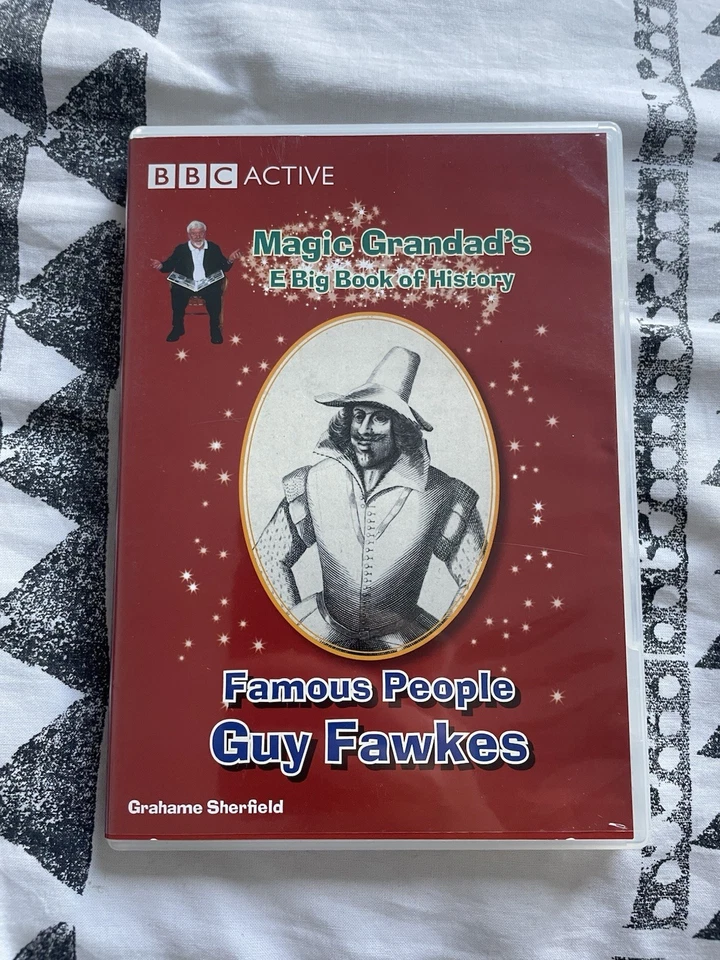 BBC ACTIVE
Magic Grandad's
E Big Book of History
Famous People
Guy Fawkes
Grahame Sherfield